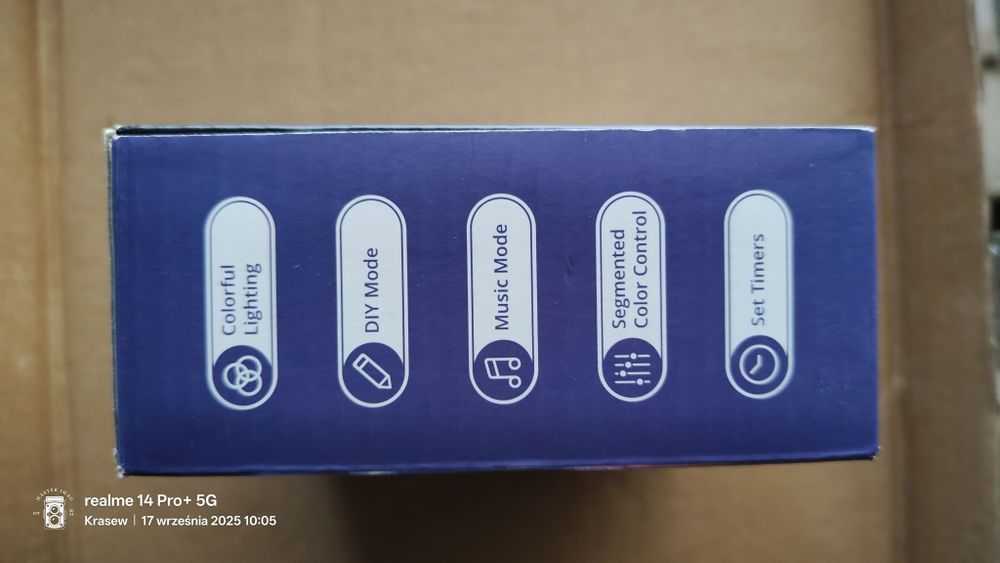 Colorful
Lighting
DIY Mode
Music Mode
Segmented
Color Control
Set Timers
realme 14 Pro+ 5G
Krasew | 17 września 2025 10:05